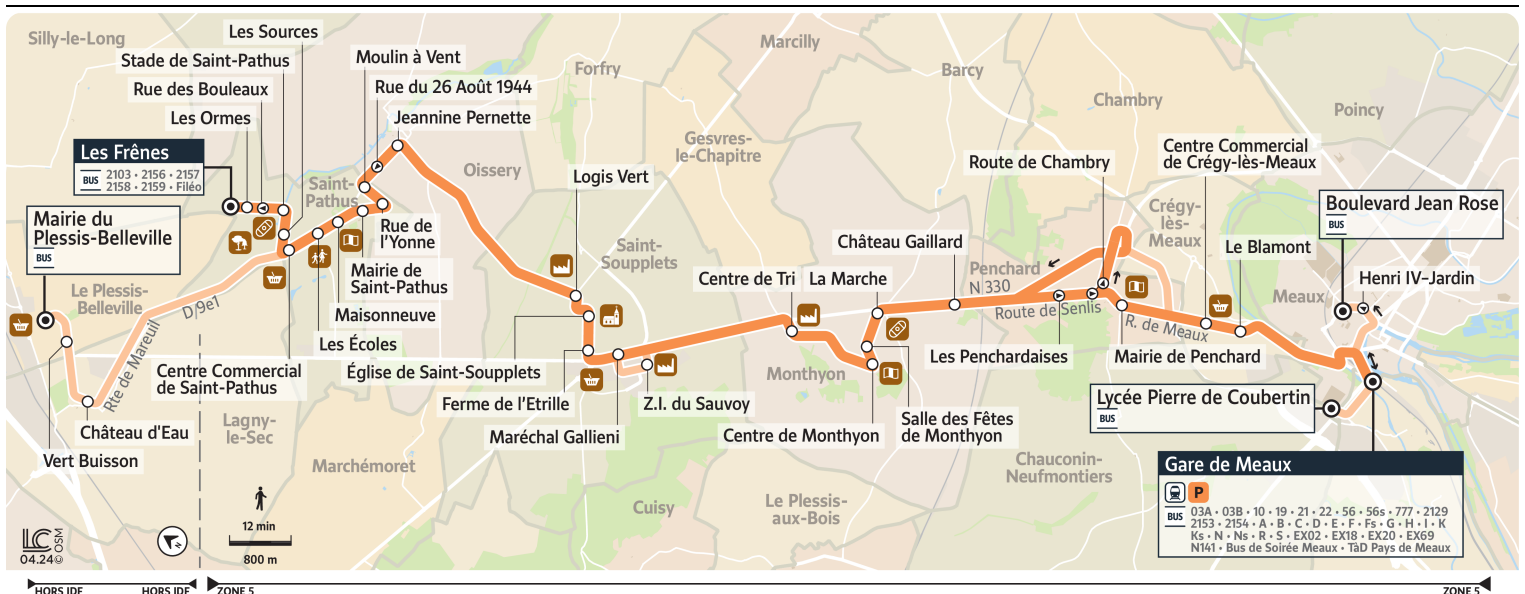 Silly-le-Long
Les Sources
Stade de Saint-Pathus
Rue des Bouleaux
Les Ormes
Les Frênes
BUS
2103 • 2156 • 2157
2158 • 2159 • Filéo
Mairie du
Plessis-Belleville
BUS
Moulin à Vent
Rue du 26 Août 1944
Jeannine Pernette
Saint-
Pathus
Rue de
l'Yonne
Mairie de
Saint-Pathus
Maisonneuve
Les Écoles
Centre Commercial
de Saint-Pathus
Le Plessis-
Belleville
D 9e1
Rte de Mareuil
Château d'Eau
Vert Buisson
Lagny-
le-Sec
Marchémoret
Forfry
Oissery
Marcilly
Gesvres-
le-Chapitre
Logis Vert
Saint-
Soupplets
Église de Saint-Soupplets
Ferme de l'Etrille
Maréchal Gallieni
Z.I. du Sauvoy
Cuisy
Centre de Tri
La Marche
Château Gaillard
Monthyon
Centre de Monthyon
Salle des Fêtes
de Monthyon
Le Plessis-
aux-Bois
Barcy
Chambry
Poincy
Route de Chambry
Centre Commercial
de Crégy-lès-Meaux
Penchard
N 330
Route de Senlis
Crégy-
lès-
Meaux
Le Blamont
R. de Meaux
Les Penchardaises
Mairie de Penchard
Boulevard Jean Rose
BUS
Henri IV-Jardin
Meaux
Lycée Pierre de Coubertin
BUS
Chauconin-
Neufmontiers
Gare de Meaux
P
BUS
03A • 03B • 10 • 19 • 21 • 22 • 56 • 56s • 777 • 2129
2153 • 2154 • A • B • C • D • E • F • Fs • G • H • I • K
Ks • N • Ns • R • S • EX02 • EX18 • EX20 • EX69
N141 • Bus de Soirée Meaux • TàD Pays de Meaux
LC
04.24© OSM
N
12 min
800 m
HORS IDF
HORS IDF
ZONE 5
ZONE 5